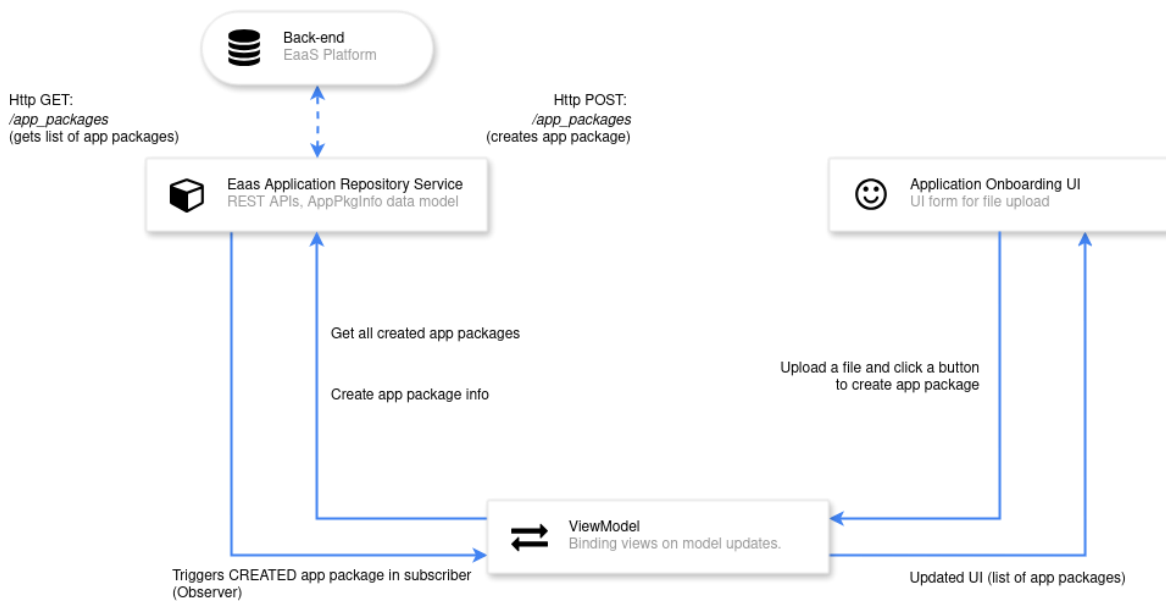 Back-end
EaaS Platform
Http GET:
/app_packages
(gets list of app packages)
Http POST:
/app_packages
(creates app package)
Eaas Application Repository Service
REST APIs, AppPkgInfo data model
Application Onboarding UI
UI form for file upload
Get all created app packages
Create app package info
Upload a file and click a button
to create app package
ViewModel
Binding views on model updates.
Triggers CREATED app package in subscriber
(Observer)
Updated UI (list of app packages)